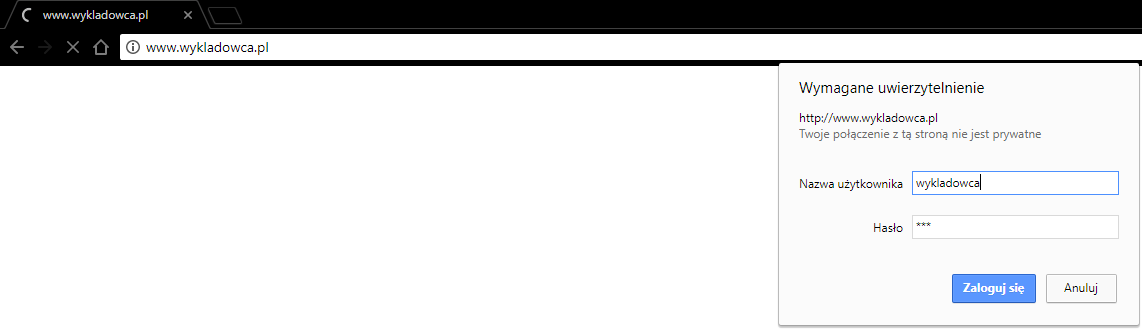 www.wykladowca.pl
www.wykladowca.pl
Wymagane uwierzytelnienie
http://www.wykladowca.pl
Twoje połączenie z tą stroną nie jest prywatne
Nazwa użytkownika wykladowca
Hasło ***
Zaloguj się Anuluj